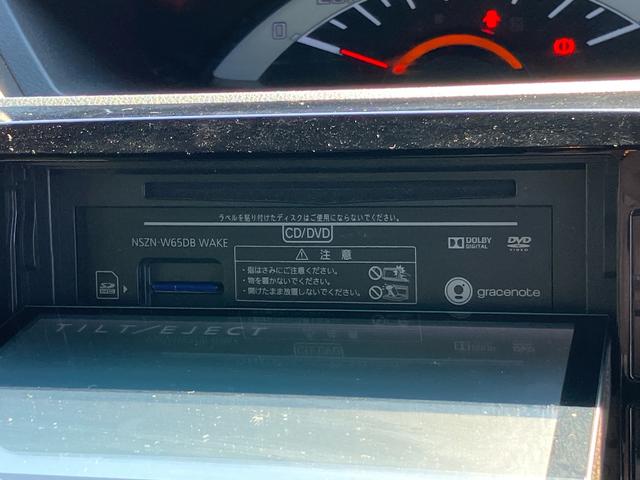 0
ラベルを貼り付けたディスクはご使用にならないでください。
CD/DVD
NSZN-W65DB WAKE
⚠ 注 意
・指はさみにご注意ください。
・物を置かないでください。
・開けたまま放置しないでください。
DOLBY
DIGITAL
DVD
VIDEO
gracenote
TILT/EJECT